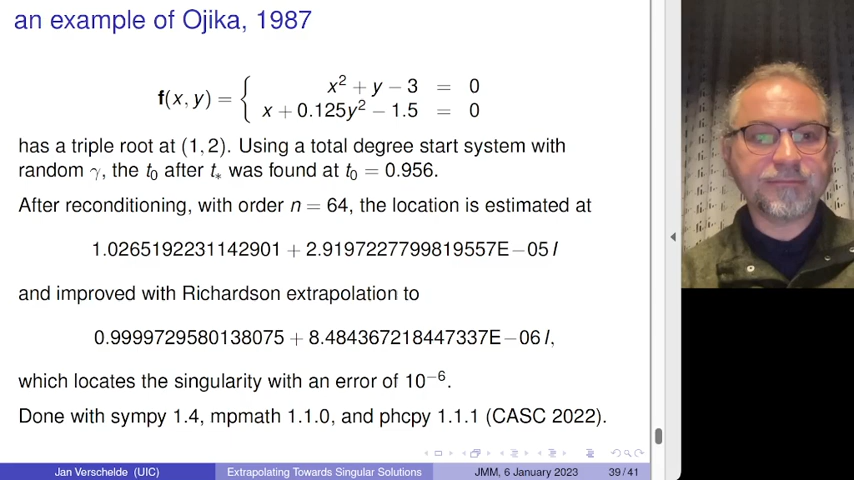 an example of Ojika, 1987
f(x, y) = { x² + y − 3 = 0
x + 0.125y² − 1.5 = 0
has a triple root at (1, 2). Using a total degree start system with
random γ, the t₀ after t∗ was found at t₀ = 0.956.
After reconditioning, with order n = 64, the location is estimated at
1.0265192231142901 + 2.9197227799819557E−05 I
and improved with Richardson extrapolation to
0.9999729580138075 + 8.484367218447337E−06 I,
which locates the singularity with an error of 10⁻⁶.
Done with sympy 1.4, mpmath 1.1.0, and phcpy 1.1.1 (CASC 2022).
Jan Verschelde (UIC) Extrapolating Towards Singular Solutions JMM, 6 January 2023 39 / 41